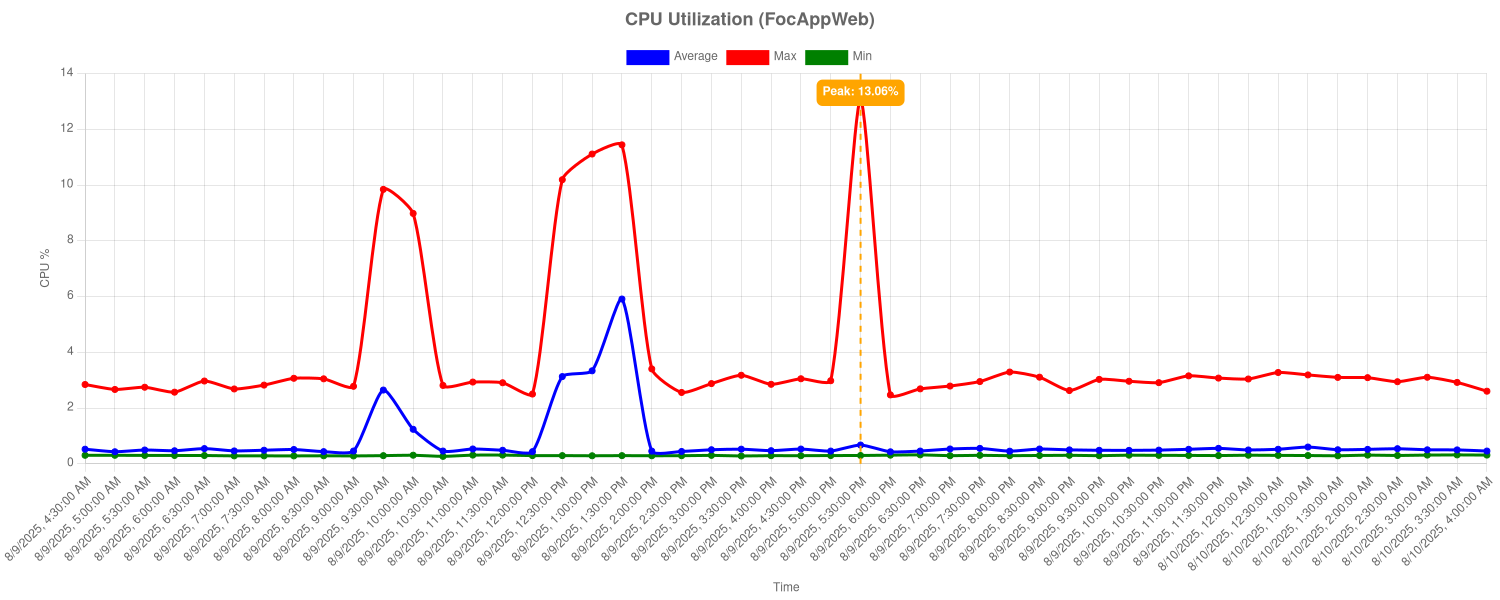 CPU Utilization (FocAppWeb)
Average Max Min
Peak: 13.06%
14
12
10
8
6
4
2
0
CPU %
8/9/2025, 4:30:00 AM
8/9/2025, 5:00:00 AM
8/9/2025, 5:30:00 AM
8/9/2025, 6:00:00 AM
8/9/2025, 6:30:00 AM
8/9/2025, 7:00:00 AM
8/9/2025, 7:30:00 AM
8/9/2025, 8:00:00 AM
8/9/2025, 8:30:00 AM
8/9/2025, 9:00:00 AM
8/9/2025, 9:30:00 AM
8/9/2025, 10:00:00 AM
8/9/2025, 10:30:00 AM
8/9/2025, 11:00:00 AM
8/9/2025, 11:30:00 AM
8/9/2025, 12:00:00 PM
8/9/2025, 12:30:00 PM
8/9/2025, 1:00:00 PM
8/9/2025, 1:30:00 PM
8/9/2025, 2:00:00 PM
8/9/2025, 2:30:00 PM
8/9/2025, 3:00:00 PM
8/9/2025, 3:30:00 PM
8/9/2025, 4:00:00 PM
8/9/2025, 4:30:00 PM
8/9/2025, 5:00:00 PM
8/9/2025, 5:30:00 PM
8/9/2025, 6:00:00 PM
8/9/2025, 6:30:00 PM
8/9/2025, 7:00:00 PM
8/9/2025, 7:30:00 PM
8/9/2025, 8:00:00 PM
8/9/2025, 8:30:00 PM
8/9/2025, 9:00:00 PM
8/9/2025, 9:30:00 PM
8/9/2025, 10:00:00 PM
8/9/2025, 10:30:00 PM
8/9/2025, 11:00:00 PM
8/9/2025, 11:30:00 PM
8/10/2025, 12:00:00 AM
8/10/2025, 12:30:00 AM
8/10/2025, 1:00:00 AM
8/10/2025, 1:30:00 AM
8/10/2025, 2:00:00 AM
8/10/2025, 2:30:00 AM
8/10/2025, 3:00:00 AM
8/10/2025, 3:30:00 AM
8/10/2025, 4:00:00 AM
Time